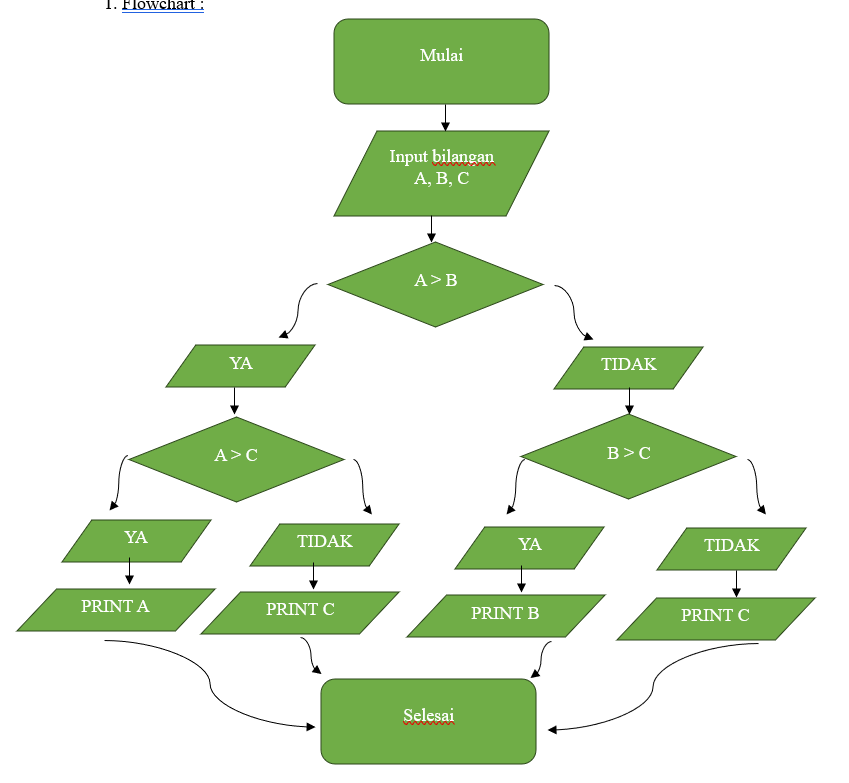 1. Flowchart :
Mulai
Input bilangan
A, B, C
A > B
YA
TIDAK
A > C
B > C
YA
TIDAK
YA
TIDAK
PRINT A
PRINT C
PRINT B
PRINT C
Selesai